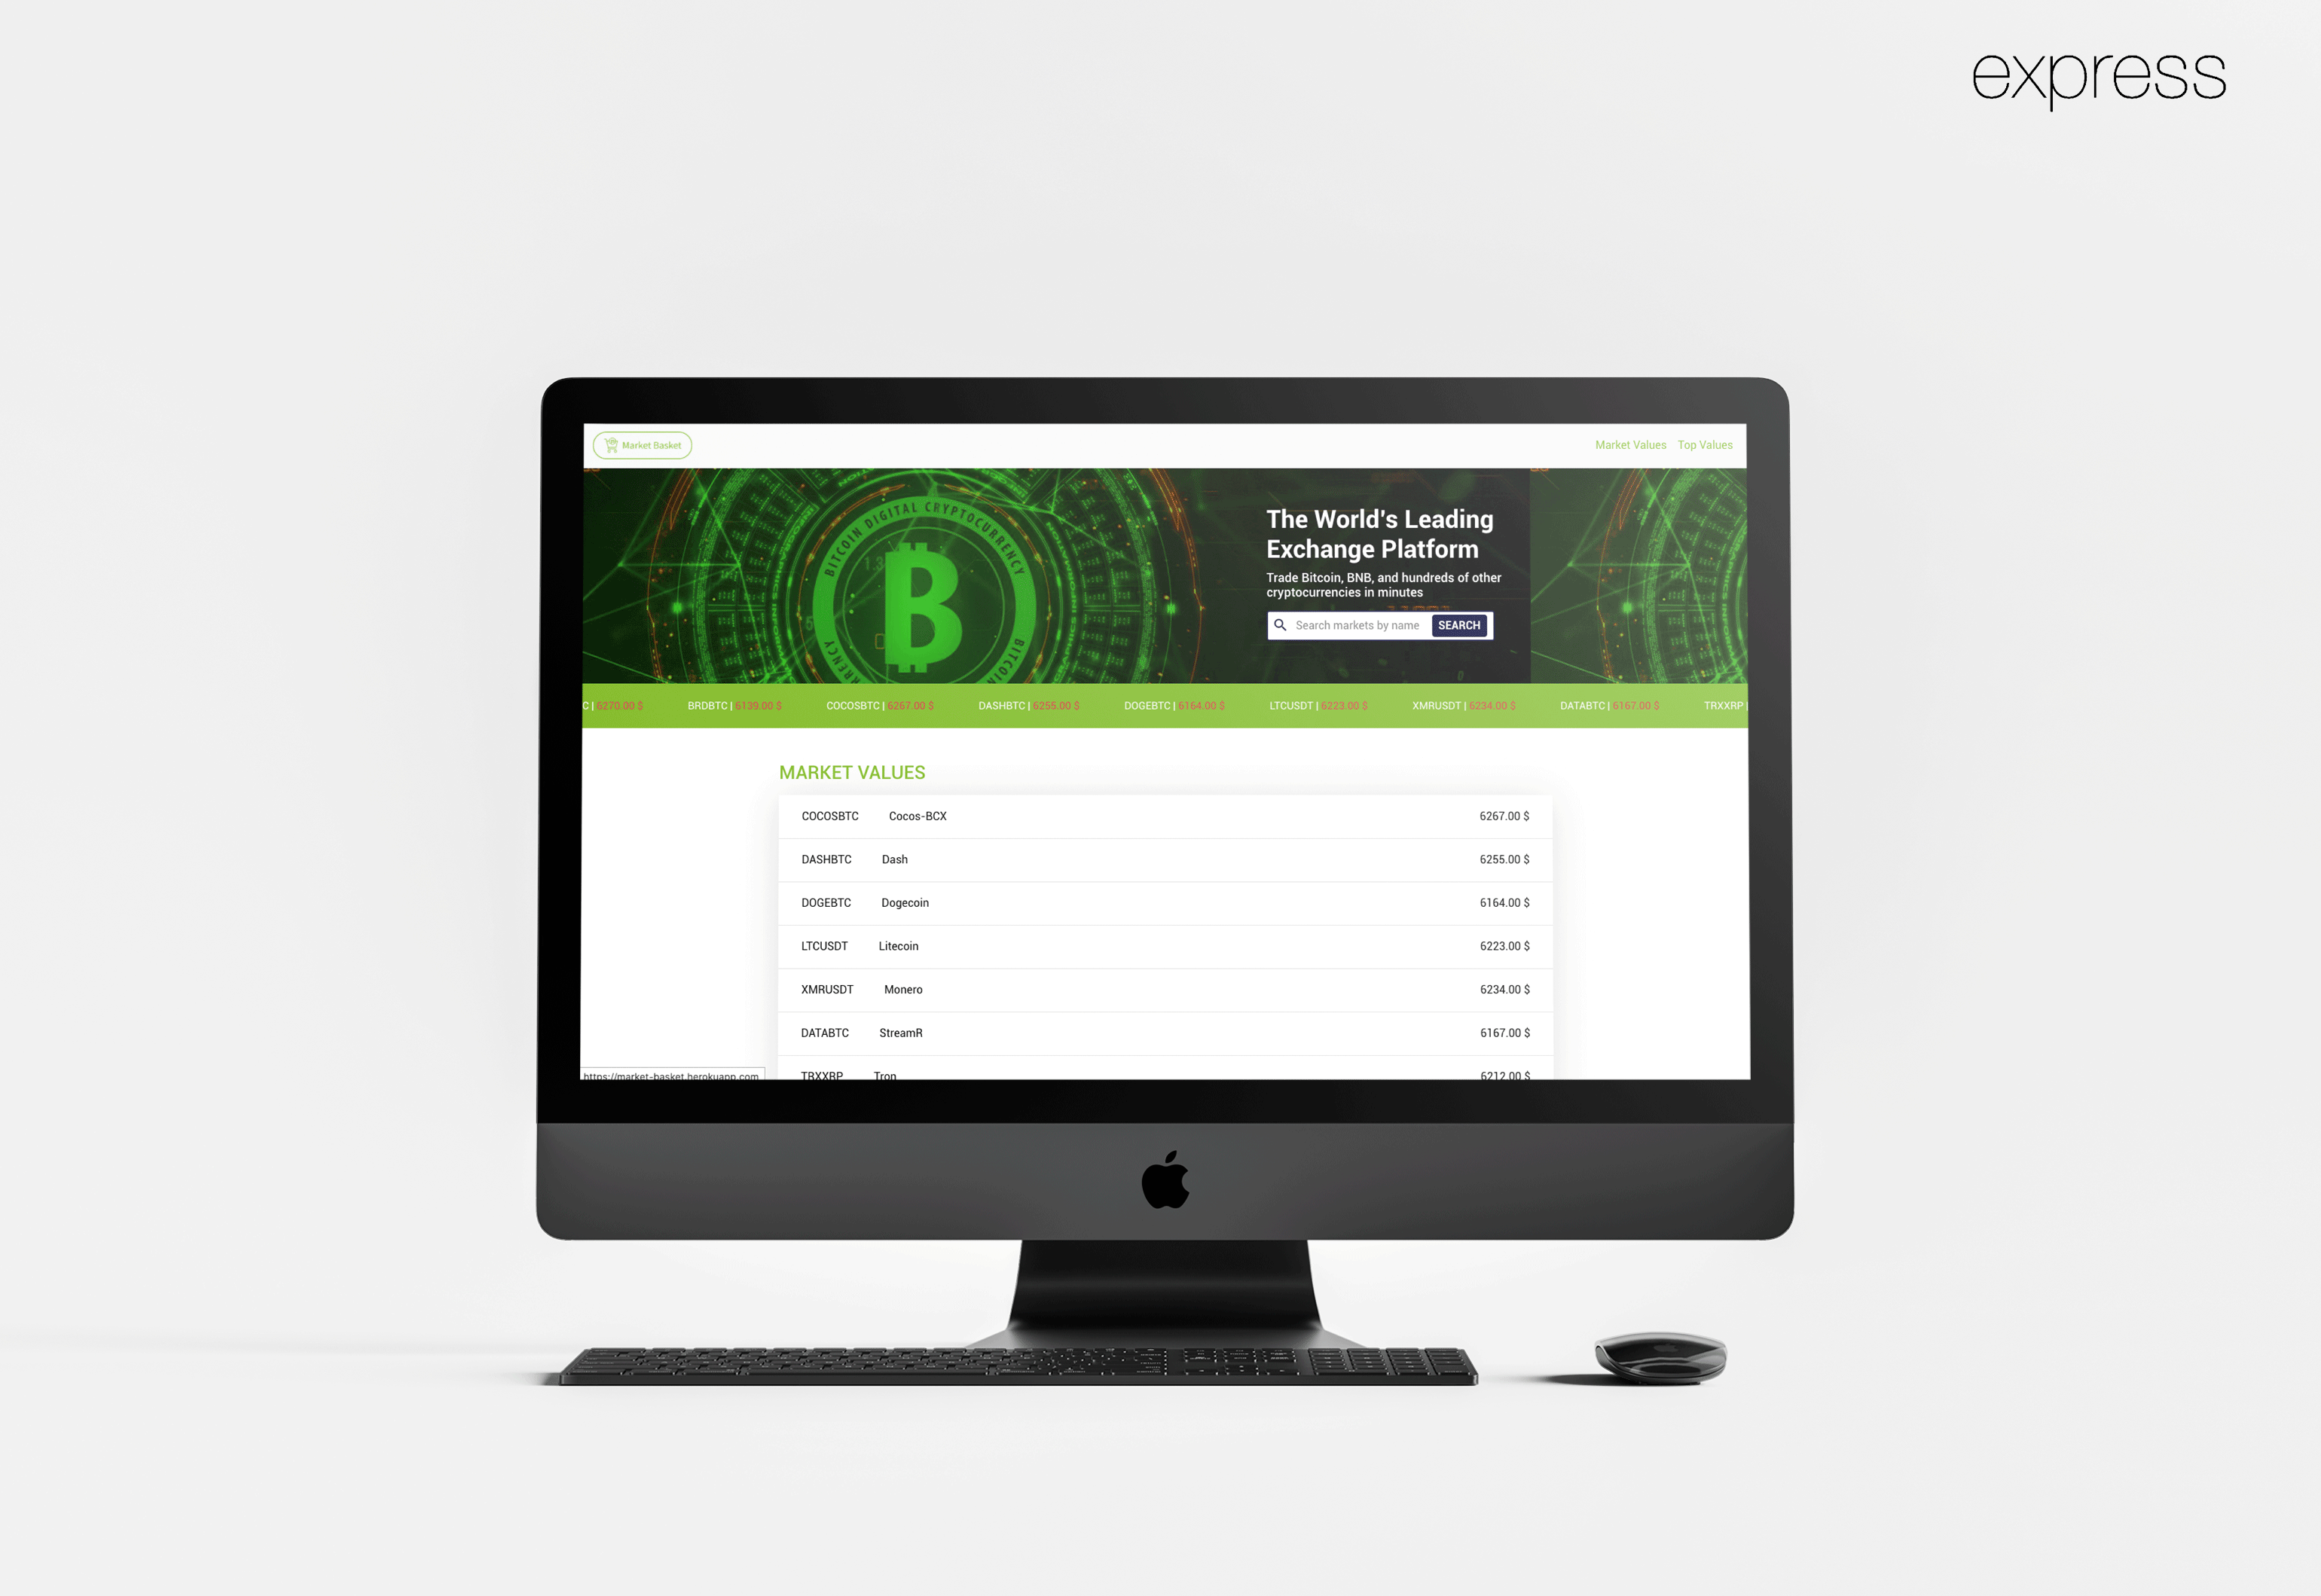 express
Market Basket
Market Values Top Values
BITCOIN DIGITAL CRYPTOCURRENCY
The World's Leading
Exchange Platform
Trade Bitcoin, BNB, and hundreds of other
cryptocurrencies in minutes
Search markets by name SEARCH
C | 6270.00 $ BRDBTC | 6139.00 $ COCOSBTC | 6267.00 $ DASHBTC | 6255.00 $ DOGEBTC | 6164.00 $ LTCUSDT | 6223.00 $ XMRUSDT | 6234.00 $ DATABTC | 6167.00 $ TRXXRP |
MARKET VALUES
COCOSBTC Cocos-BCX 6267.00 $
DASHBTC Dash 6255.00 $
DOGEBTC Dogecoin 6164.00 $
LTCUSDT Litecoin 6223.00 $
XMRUSDT Monero 6234.00 $
DATABTC StreamR 6167.00 $
TRXXRP Tron 6212.00 $
https://market-basket.herokuapp.com